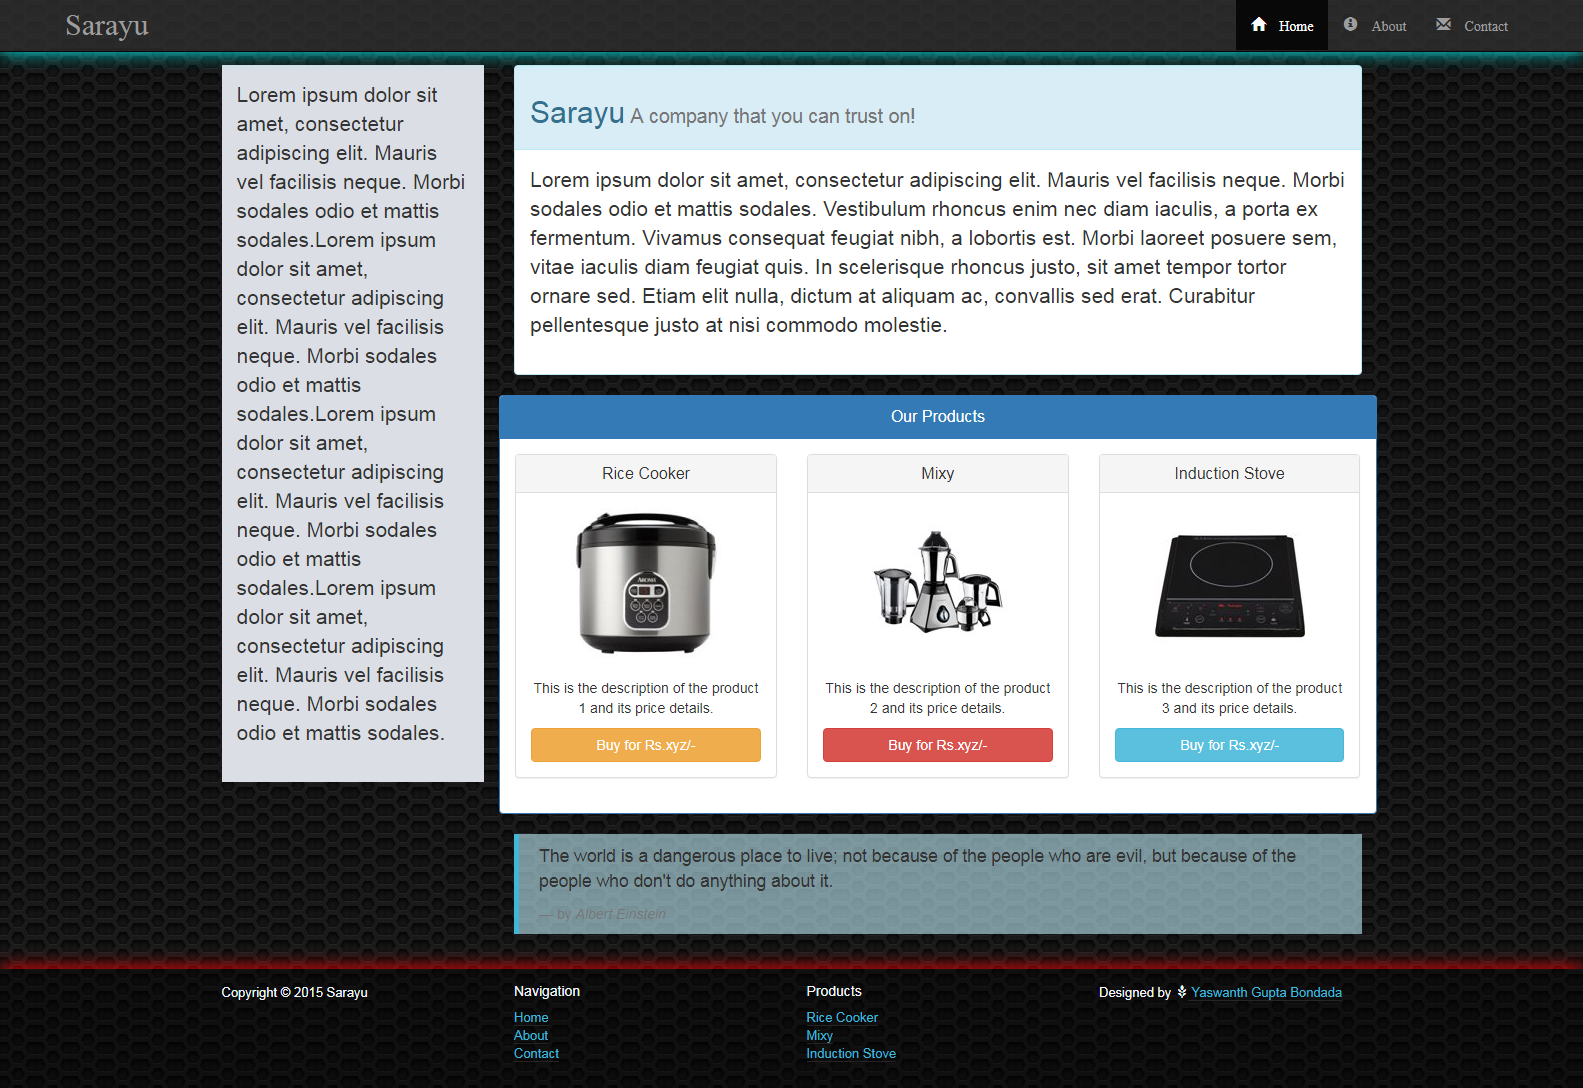 Sarayu
Home
About
Contact
Lorem ipsum dolor sit
amet, consectetur
adipiscing elit. Mauris
vel facilisis neque. Morbi
sodales odio et mattis
sodales.Lorem ipsum
dolor sit amet,
consectetur adipiscing
elit. Mauris vel facilisis
neque. Morbi sodales
odio et mattis
sodales.Lorem ipsum
dolor sit amet,
consectetur adipiscing
elit. Mauris vel facilisis
neque. Morbi sodales
odio et mattis
sodales.Lorem ipsum
dolor sit amet,
consectetur adipiscing
elit. Mauris vel facilisis
neque. Morbi sodales
odio et mattis sodales.
Sarayu A company that you can trust on!
Lorem ipsum dolor sit amet, consectetur adipiscing elit. Mauris vel facilisis neque. Morbi
sodales odio et mattis sodales. Vestibulum rhoncus enim nec diam iaculis, a porta ex
fermentum. Vivamus consequat feugiat nibh, a lobortis est. Morbi laoreet posuere sem,
vitae iaculis diam feugiat quis. In scelerisque rhoncus justo, sit amet tempor tortor
ornare sed. Etiam elit nulla, dictum at aliquam ac, convallis sed erat. Curabitur
pellentesque justo at nisi commodo molestie.
Our Products
Rice Cooker
AROMA
This is the description of the product
1 and its price details.
Buy for Rs.xyz/-
Mixy
This is the description of the product
2 and its price details.
Buy for Rs.xyz/-
Induction Stove
This is the description of the product
3 and its price details.
Buy for Rs.xyz/-
The world is a dangerous place to live; not because of the people who are evil, but because of the
people who don't do anything about it.
— by Albert Einstein
Copyright © 2015 Sarayu
Navigation
Home
About
Contact
Products
Rice Cooker
Mixy
Induction Stove
Designed by Yaswanth Gupta Bondada